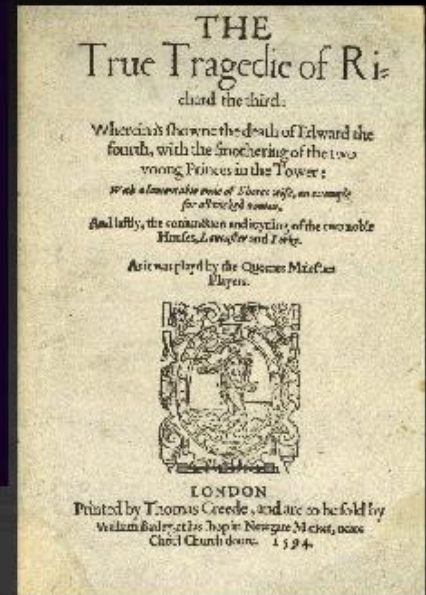 THE
True Tragedie of Ri-
chard the third:
Wherein is showne the death of Edward the
fourth, with the smothering of the two
yoong Princes in the Tower:
With a lamentable ende of Shores wife, an example
for all wicked women.
And lastly, the coniunction and ioyning of the two noble
Houses, Lancaster and Yorke.
As it was playd by the Queenes Maiesties
Players.
LONDON
Printed by Thomas Creede, and are to be sold by
William Barley, at his shop in Newgate Market, neare
Christ Church doore. 1594.